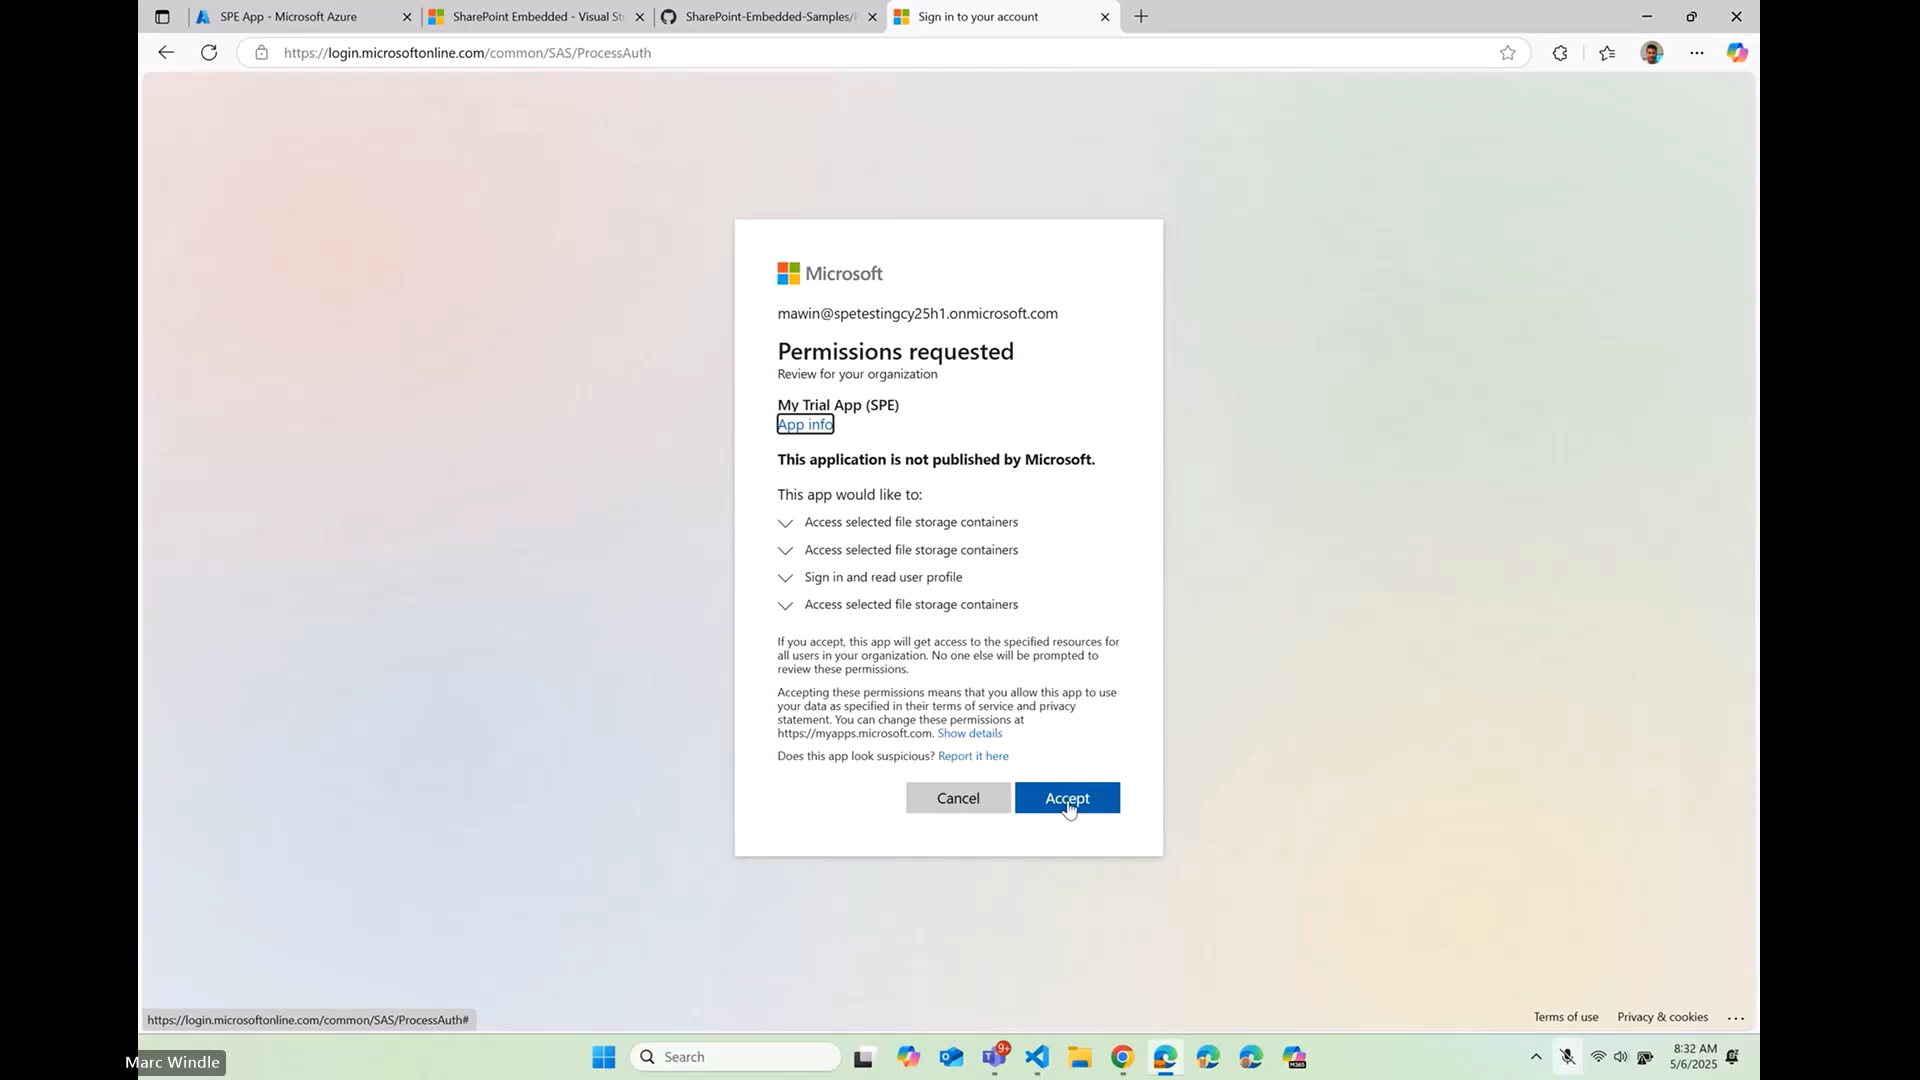 SPE App - Microsoft Azure
SharePoint Embedded - Visual St
SharePoint-Embedded-Samples/
Sign in to your account
https://login.microsoftonline.com/common/SAS/ProcessAuth
Microsoft
mawin@spetestingcy25h1.onmicrosoft.com
Permissions requested
Review for your organization
My Trial App (SPE)
App info
This application is not published by Microsoft.
This app would like to:
Access selected file storage containers
Access selected file storage containers
Sign in and read user profile
Access selected file storage containers
If you accept, this app will get access to the specified resources for
all users in your organization. No one else will be prompted to
review these permissions.
Accepting these permissions means that you allow this app to use
your data as specified in their terms of service and privacy
statement. You can change these permissions at
https://myapps.microsoft.com. Show details
Does this app look suspicious? Report it here
Cancel
Accept
https://login.microsoftonline.com/common/SAS/ProcessAuth#
Terms of use
Privacy & cookies
Marc Windle
Search
9+
M365
8:32 AM
5/6/2025